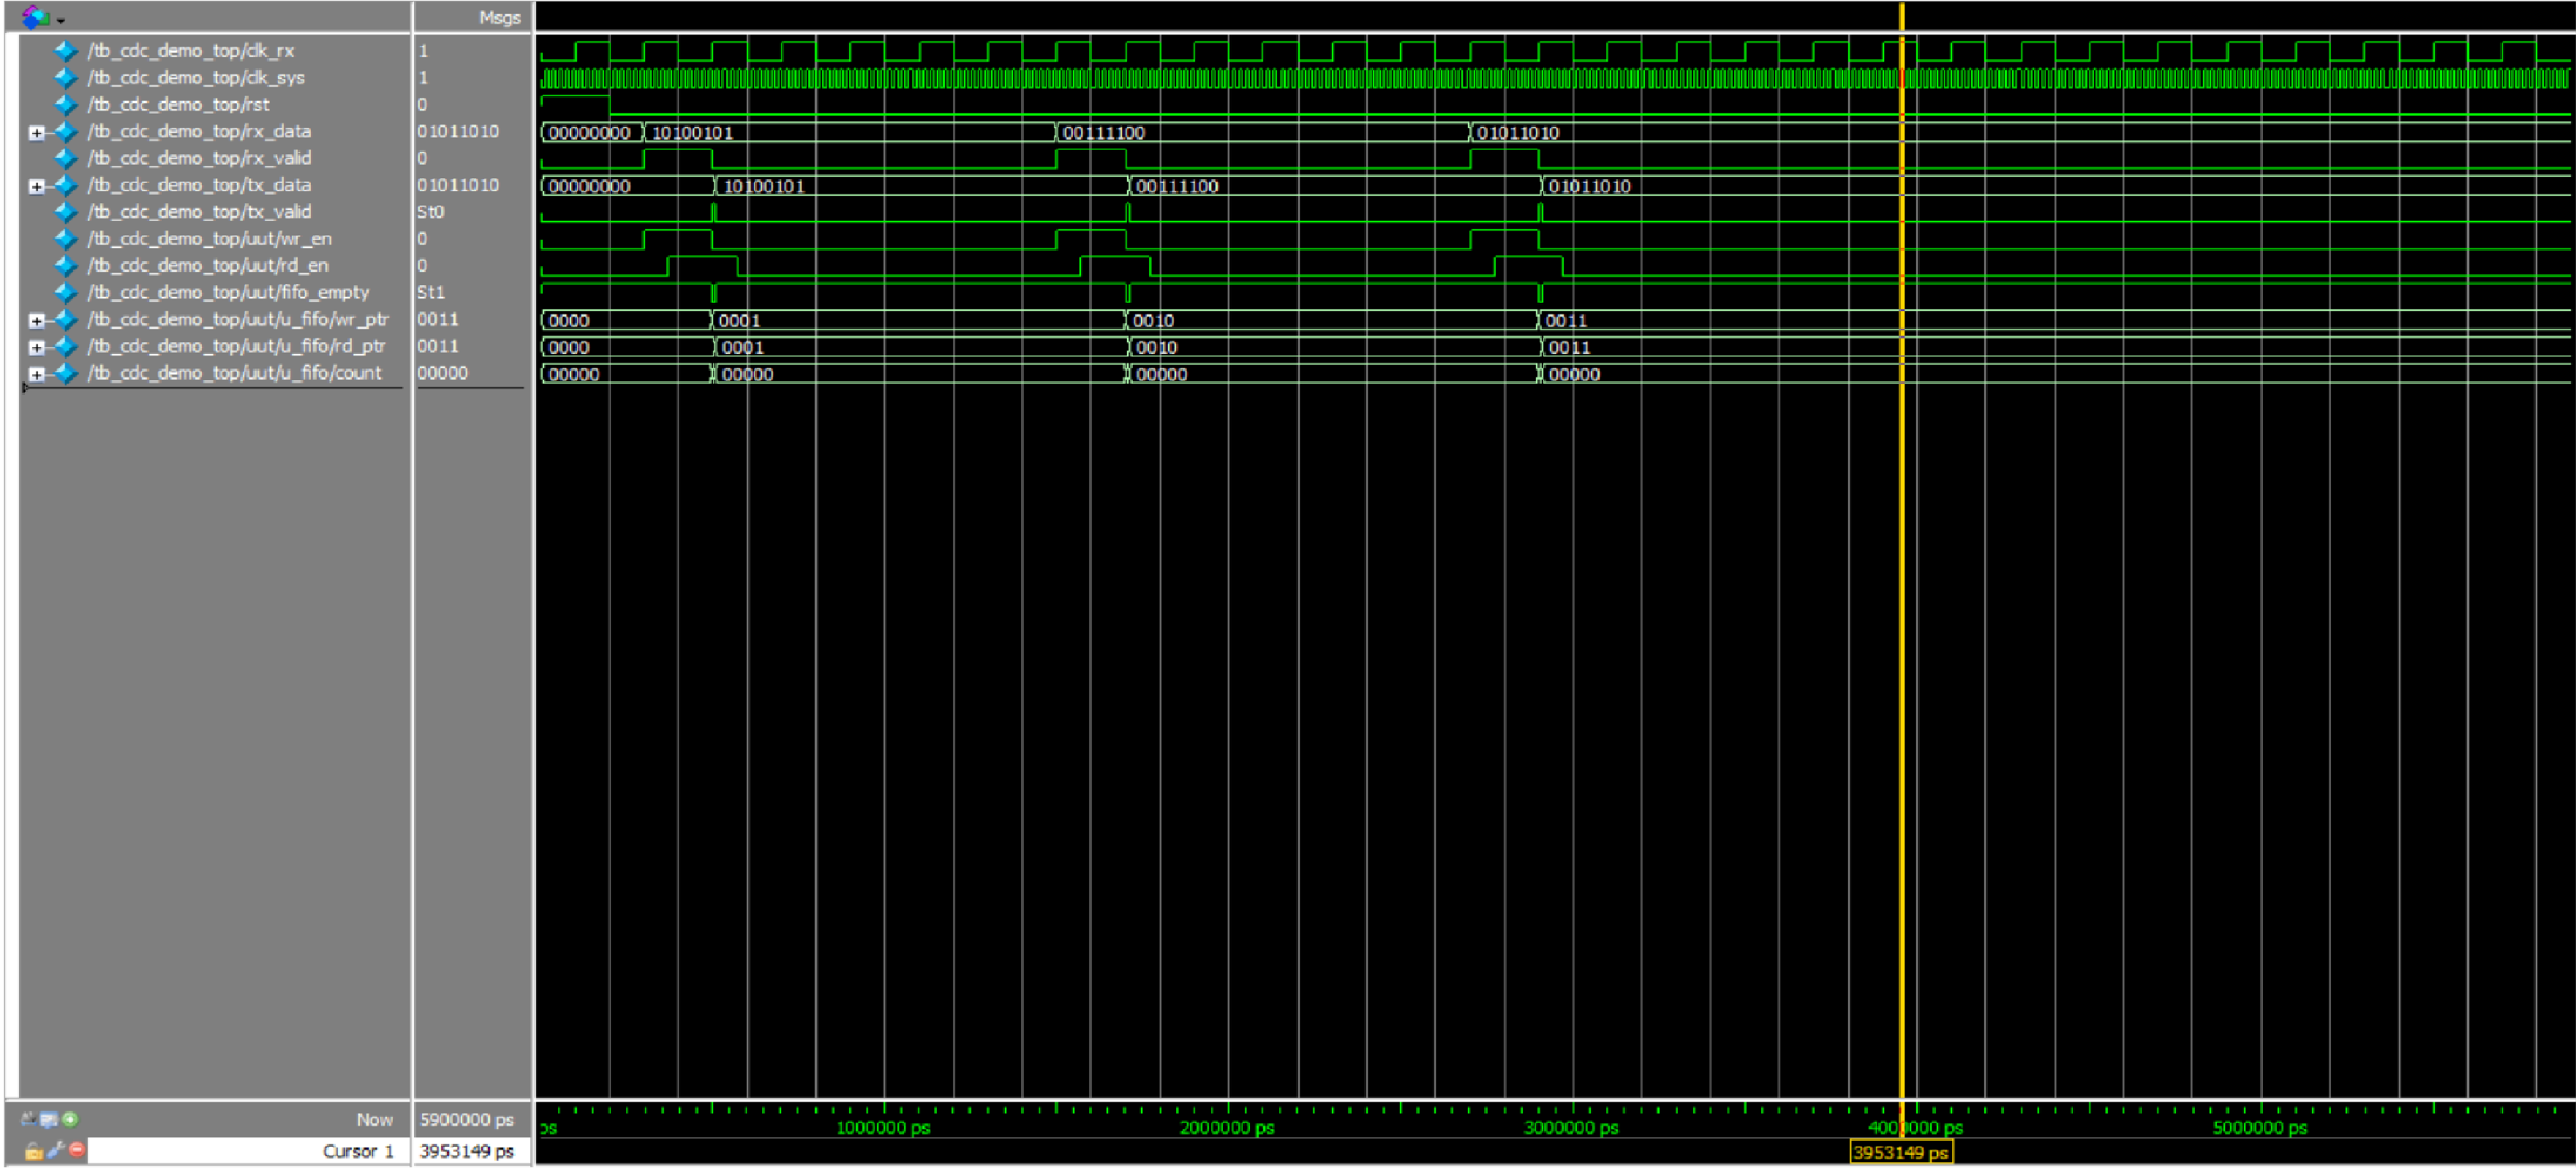 Msgs
/tb_cdc_demo_top/clk_rx 1
/tb_cdc_demo_top/clk_sys 1
/tb_cdc_demo_top/rst 0
/tb_cdc_demo_top/rx_data 01011010 00000000 10100101 00111100 01011010
/tb_cdc_demo_top/rx_valid 0
/tb_cdc_demo_top/tx_data 01011010 00000000 10100101 00111100 01011010
/tb_cdc_demo_top/tx_valid St0
/tb_cdc_demo_top/uut/wr_en 0
/tb_cdc_demo_top/uut/rd_en 0
/tb_cdc_demo_top/uut/fifo_empty St1
/tb_cdc_demo_top/uut/u_fifo/wr_ptr 0011 0000 0001 0010 0011
/tb_cdc_demo_top/uut/u_fifo/rd_ptr 0011 0000 0001 0010 0011
/tb_cdc_demo_top/uut/u_fifo/count 00000 00000 00000 00000 00000
Now 5900000 ps ps 1000000 ps 2000000 ps 3000000 ps 4000000 ps 5000000 ps
Cursor 1 3953149 ps 3953149 ps